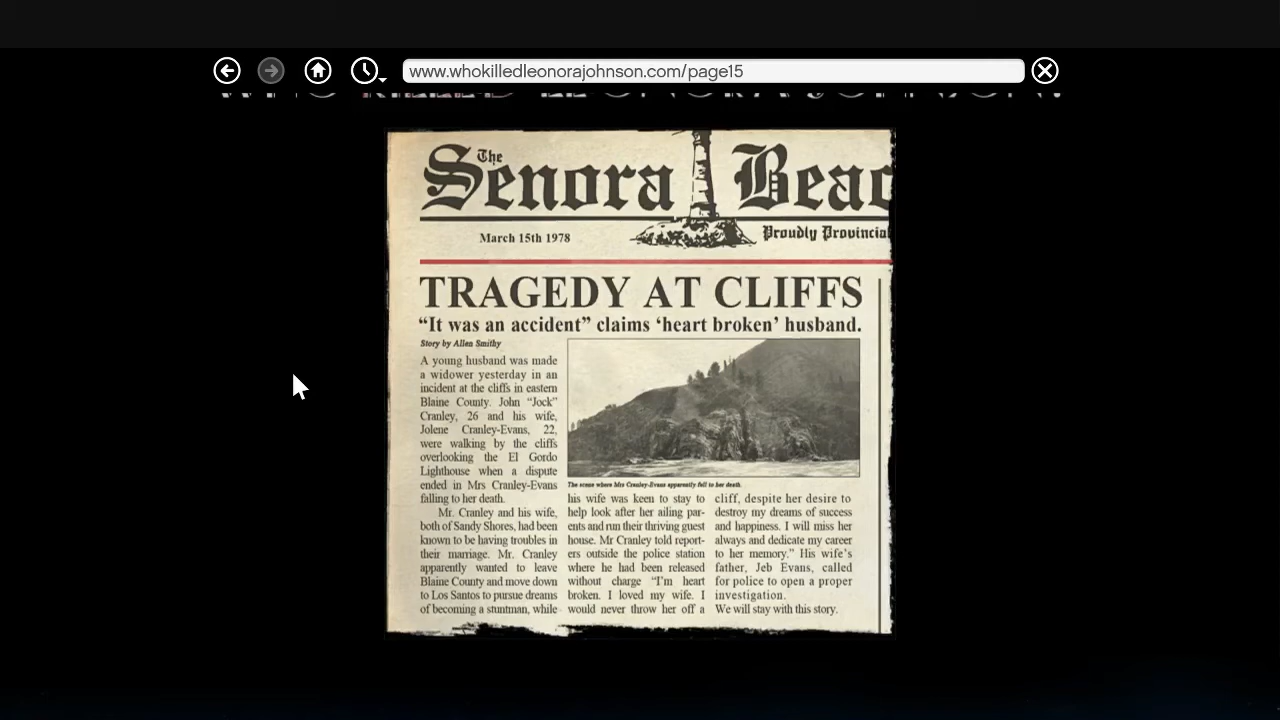 www.whokilledleonorajohnson.com/page15
WHO KILLED LEONORA JOHNSON?
The
Senora Beac
March 15th 1978
Proudly Provincial
TRAGEDY AT CLIFFS
“It was an accident” claims ‘heart broken’ husband.
Story by Allen Smithy
A young husband was made
a widower yesterday in an
incident at the cliffs in eastern
Blaine County. John “Jock”
Cranley, 26 and his wife,
Jolene Cranley-Evans, 22,
were walking by the cliffs
overlooking the El Gordo
Lighthouse when a dispute
ended in Mrs Cranley-Evans
falling to her death.
Mr. Cranley and his wife,
both of Sandy Shores, had been
known to be having troubles in
their marriage. Mr. Cranley
apparently wanted to leave
Blaine County and move down
to Los Santos to pursue dreams
of becoming a stuntman, while
The scene where Mrs Cranley-Evans apparently fell to her death.
his wife was keen to stay to
help look after her ailing par-
ents and run their thriving guest
house. Mr Cranley told report-
ers outside the police station
where he had been released
without charge “I’m heart
broken. I loved my wife. I
would never throw her off a
cliff, despite her desire to
destroy my dreams of success
and happiness. I will miss her
always and dedicate my career
to her memory.” His wife’s
father, Jeb Evans, called
for police to open a proper
investigation.
We will stay with this story.